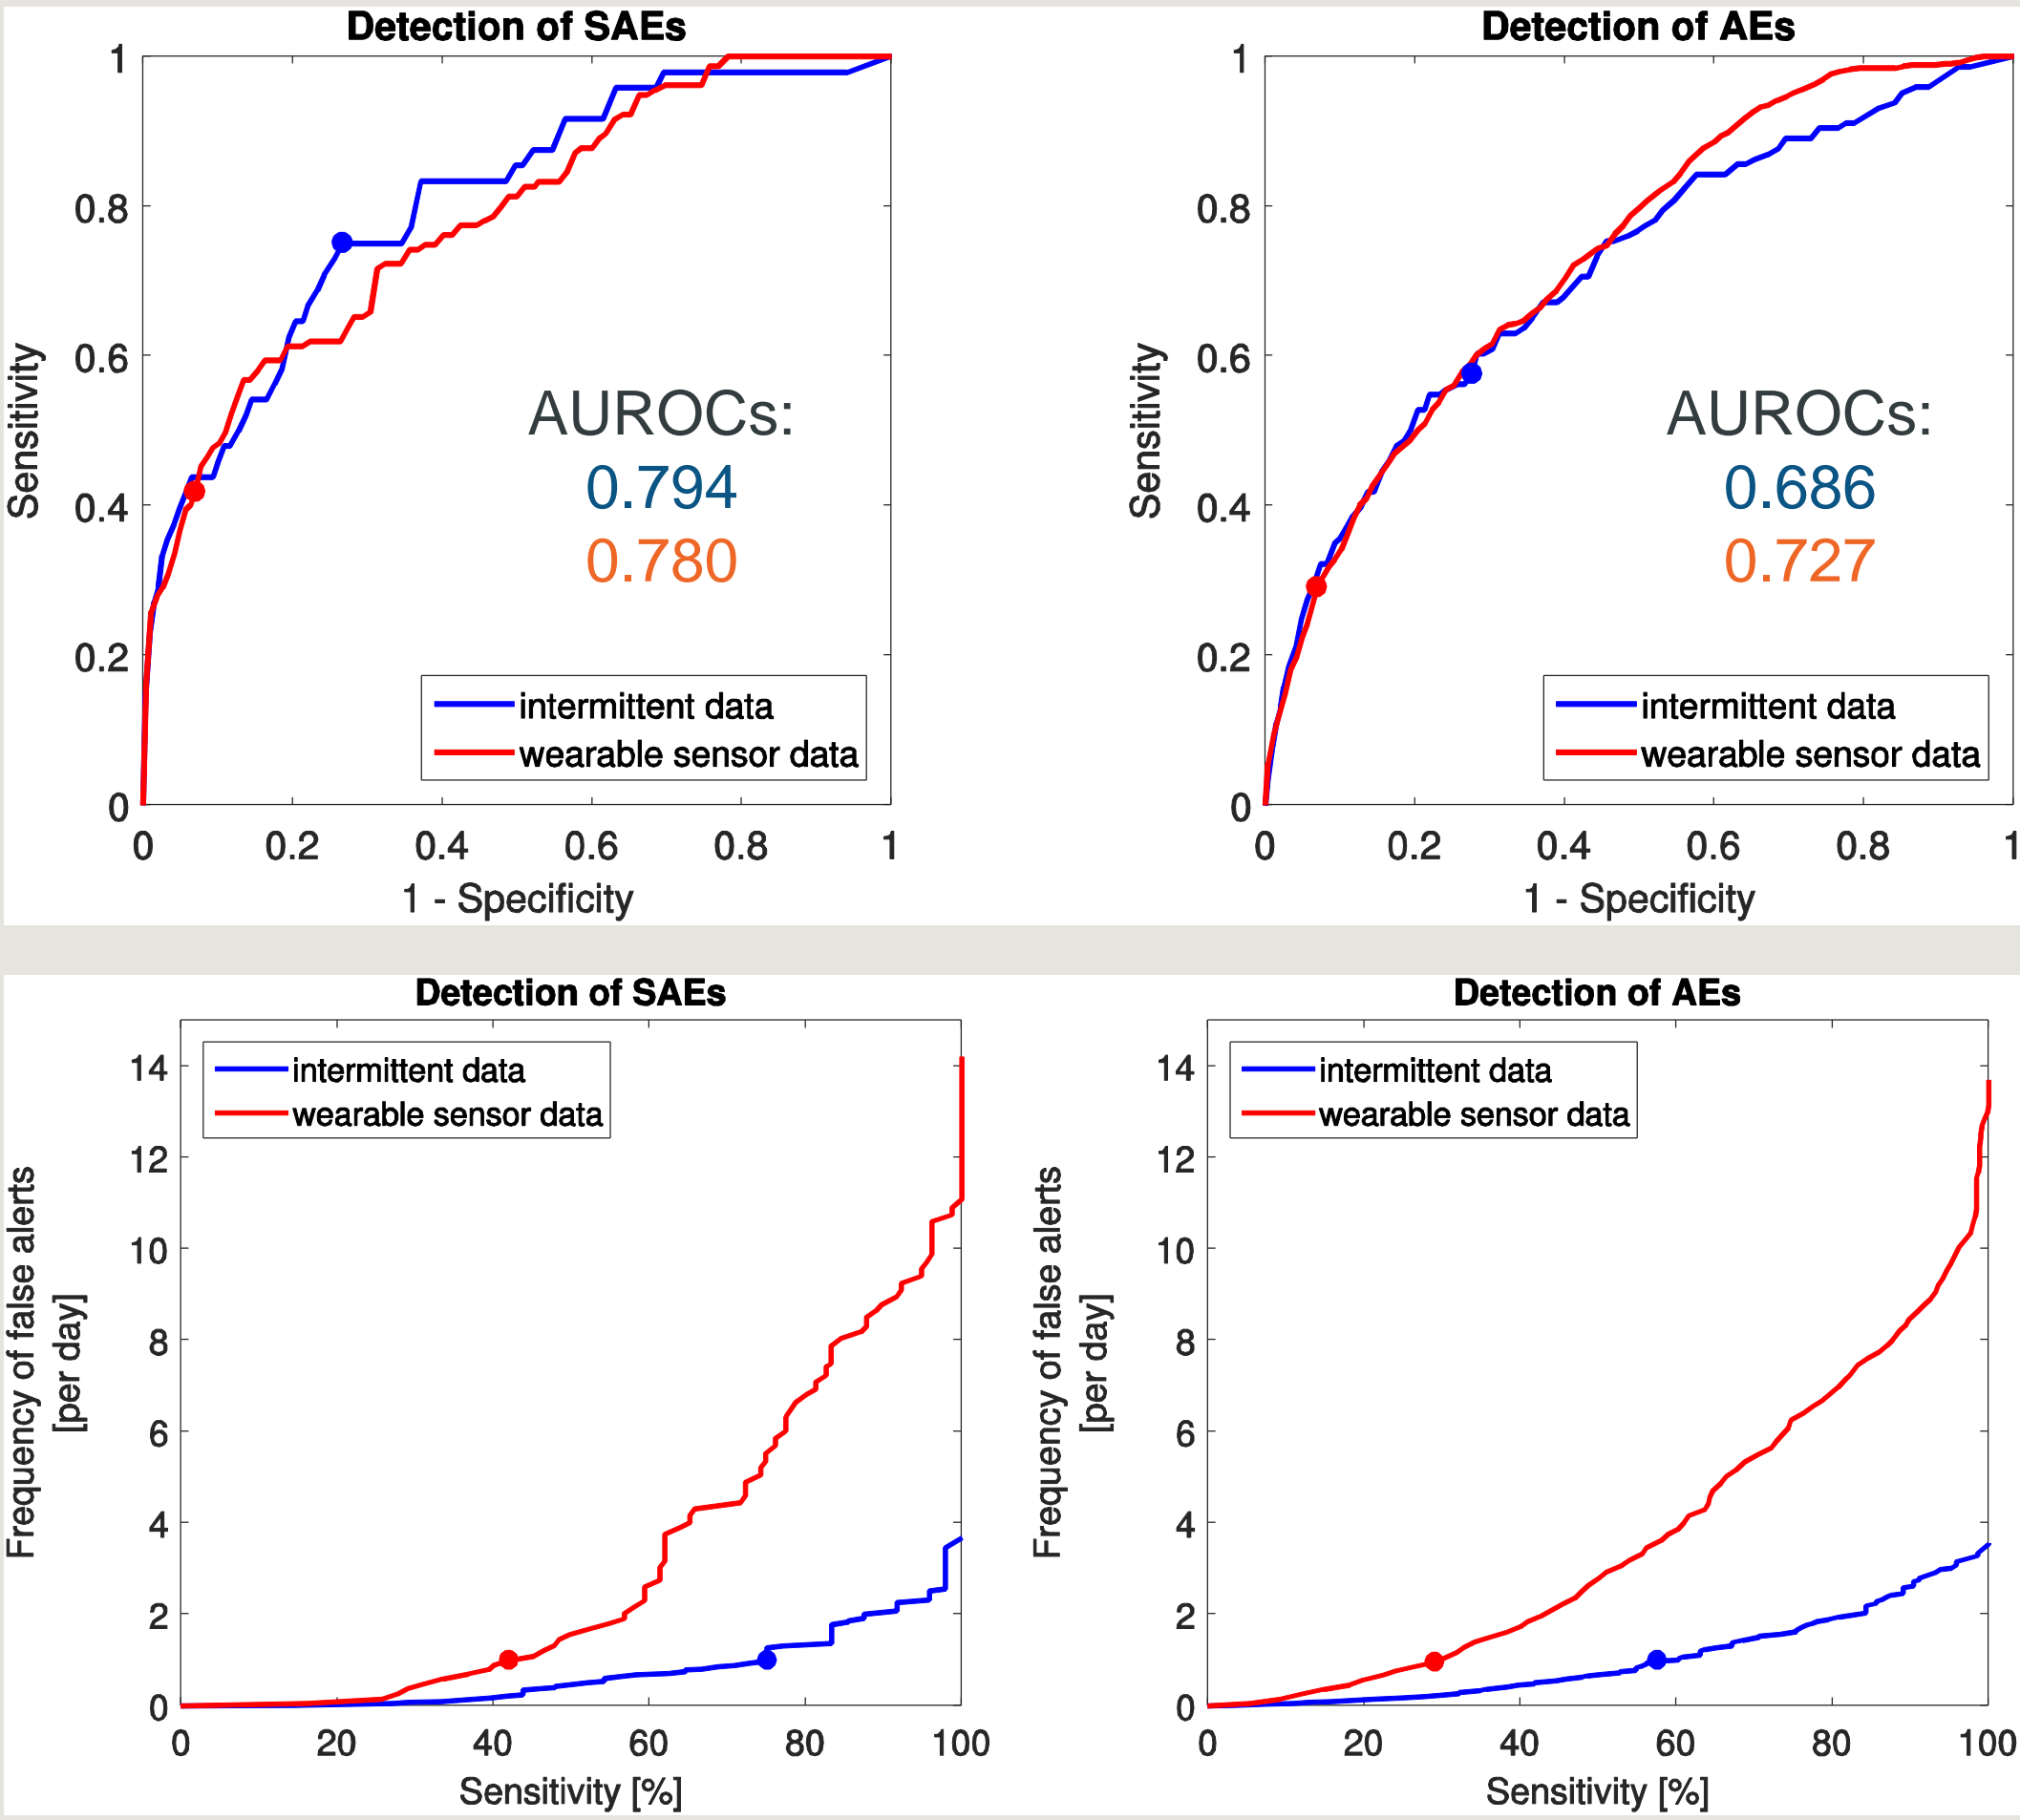 Detection of SAEs
1
0.8
0.6
0.4
0.2
0
Sensitivity
AUROCs:
0.794
0.780
intermittent data
wearable sensor data
0 0.2 0.4 0.6 0.8 1
1 - Specificity
Detection of AEs
1
0.8
0.6
0.4
0.2
0
Sensitivity
AUROCs:
0.686
0.727
intermittent data
wearable sensor data
0 0.2 0.4 0.6 0.8 1
1 - Specificity
Detection of SAEs
intermittent data
wearable sensor data
14
12
10
8
6
4
2
0
Frequency of false alerts
[per day]
0 20 40 60 80 100
Sensitivity [%]
Detection of AEs
intermittent data
wearable sensor data
14
12
10
8
6
4
2
0
Frequency of false alerts
[per day]
0 20 40 60 80 100
Sensitivity [%]